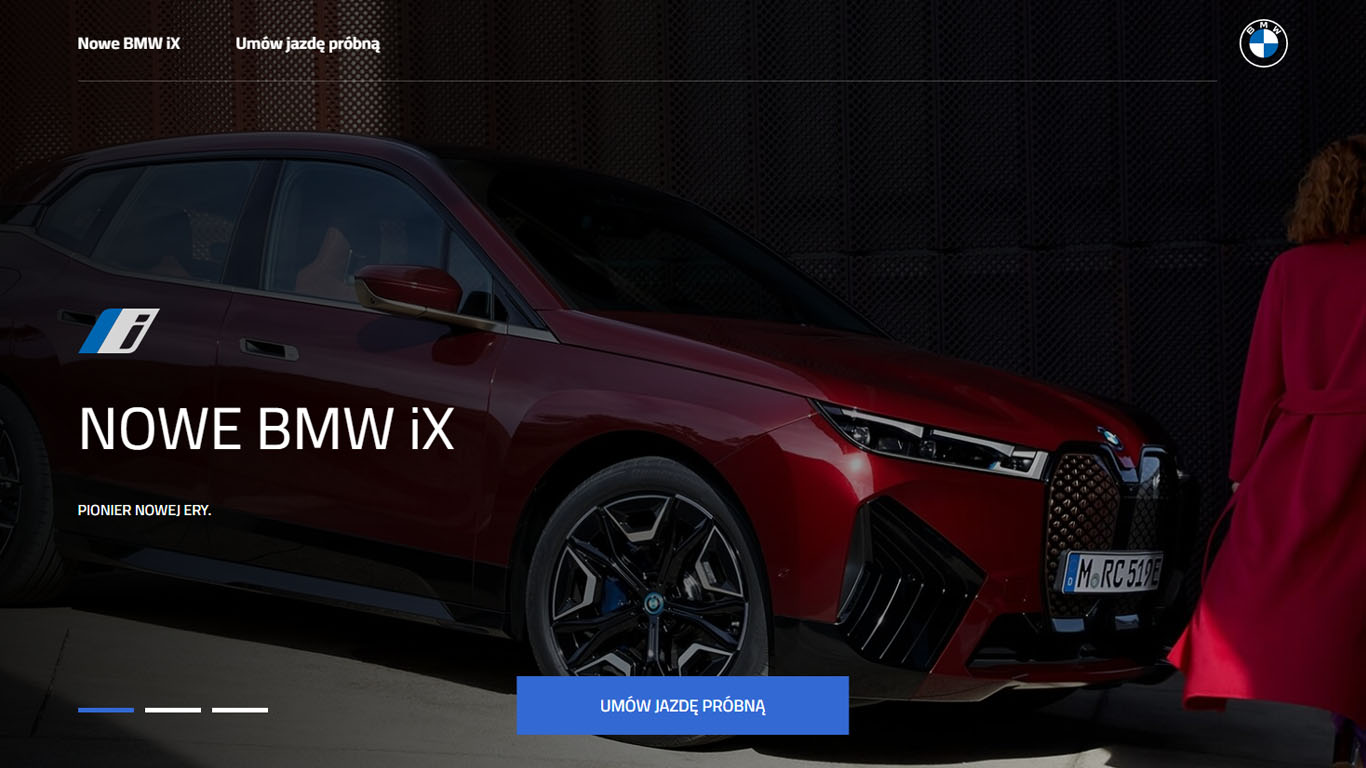 Nowe BMW iX
Umów jazdę próbną
BMW
i
NOWE BMW iX
PIONIER NOWEJ ERY.
D
M RC 519E
UMÓW JAZDĘ PRÓBNĄ